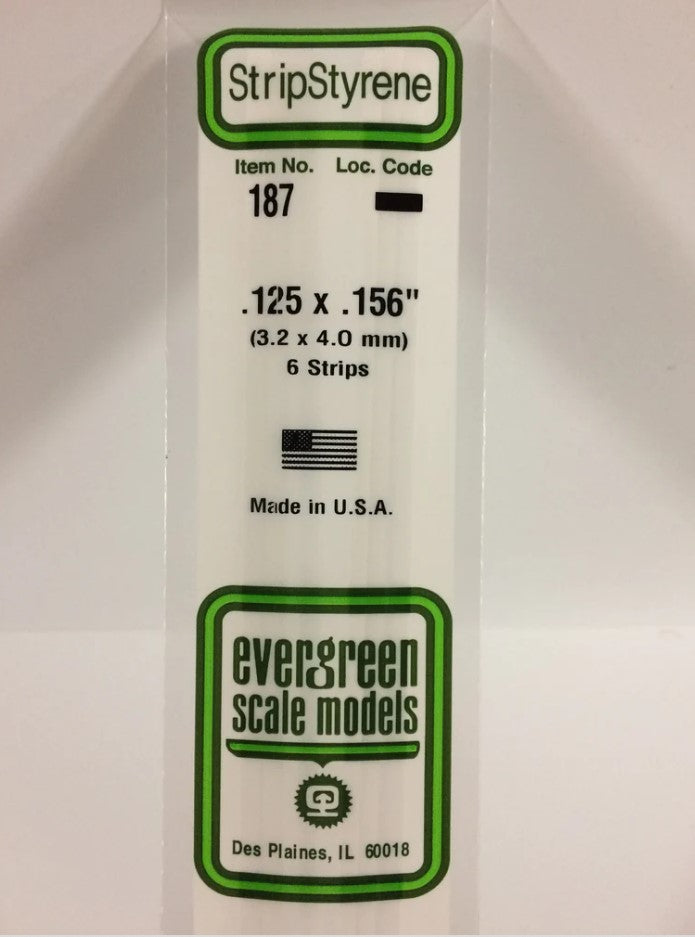 StripStyrene
Item No. Loc. Code
187
.125 x .156"
(3.2 x 4.0 mm)
6 Strips
Made in U.S.A.
evergreen
scale models
Des Plaines, IL 60018